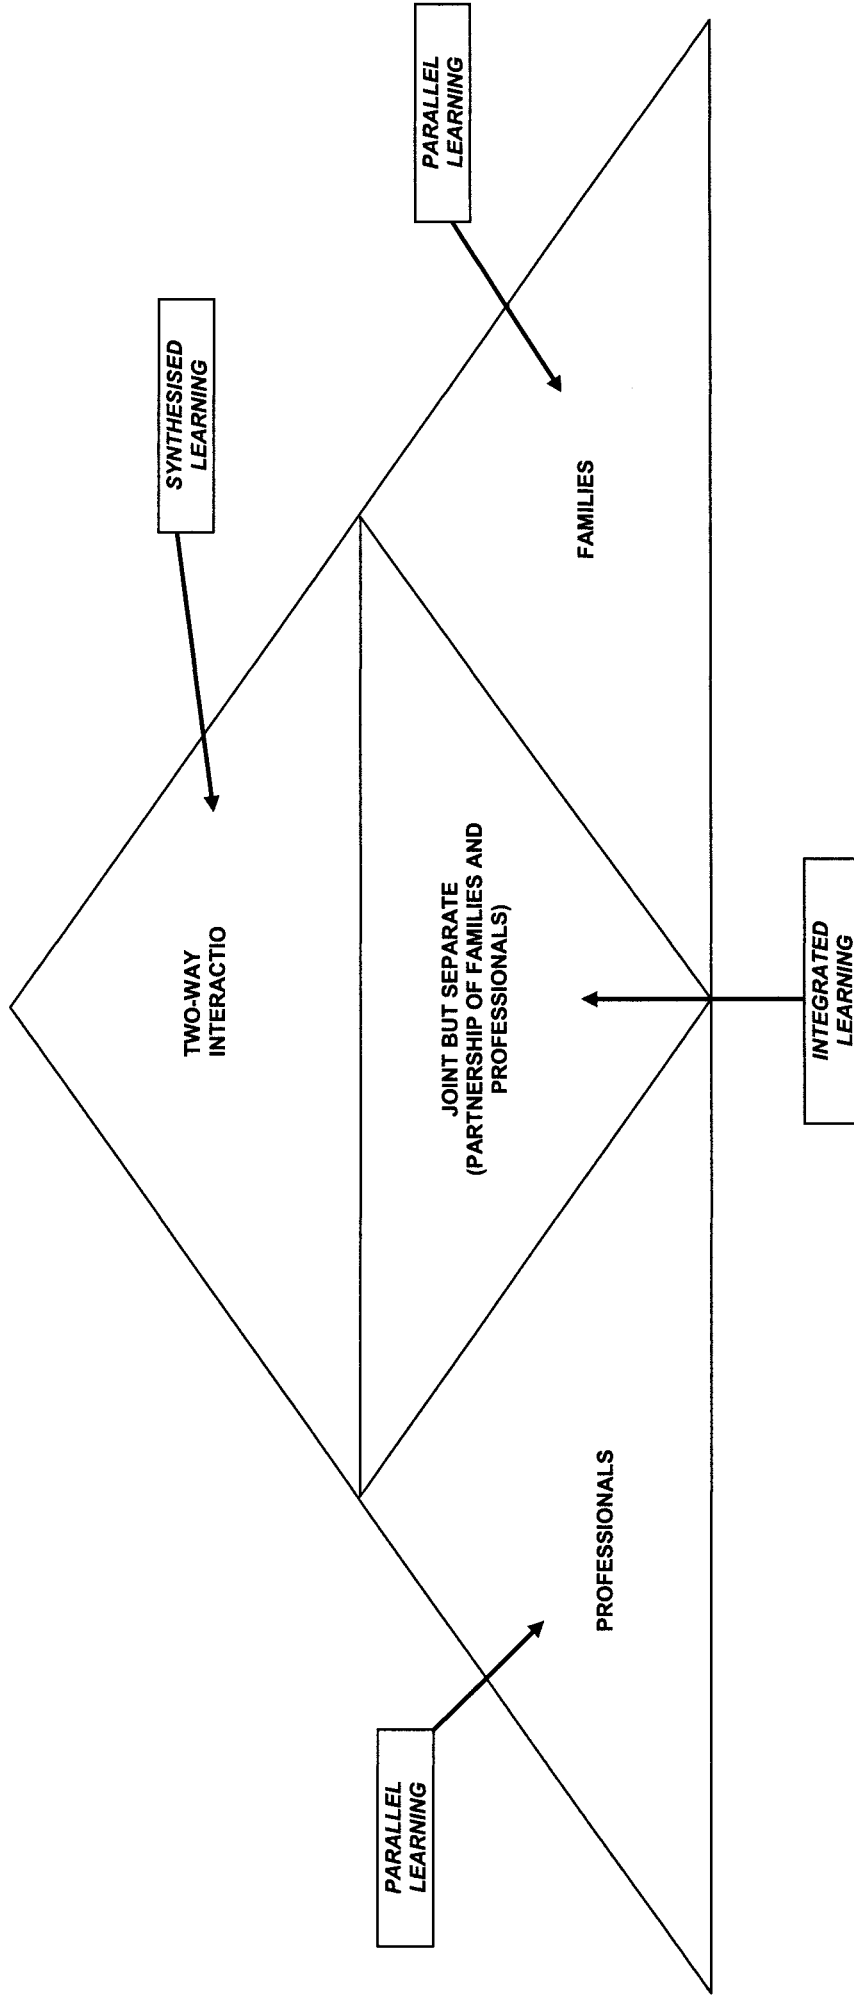 SYNTHESISED
LEARNING
TWO-WAY
INTERACTIO
PARALLEL
LEARNING
PARALLEL
LEARNING
JOINT BUT SEPARATE
(PARTNERSHIP OF FAMILIES AND
PROFESSIONALS)
PROFESSIONALS
FAMILIES
INTEGRATED
LEARNING